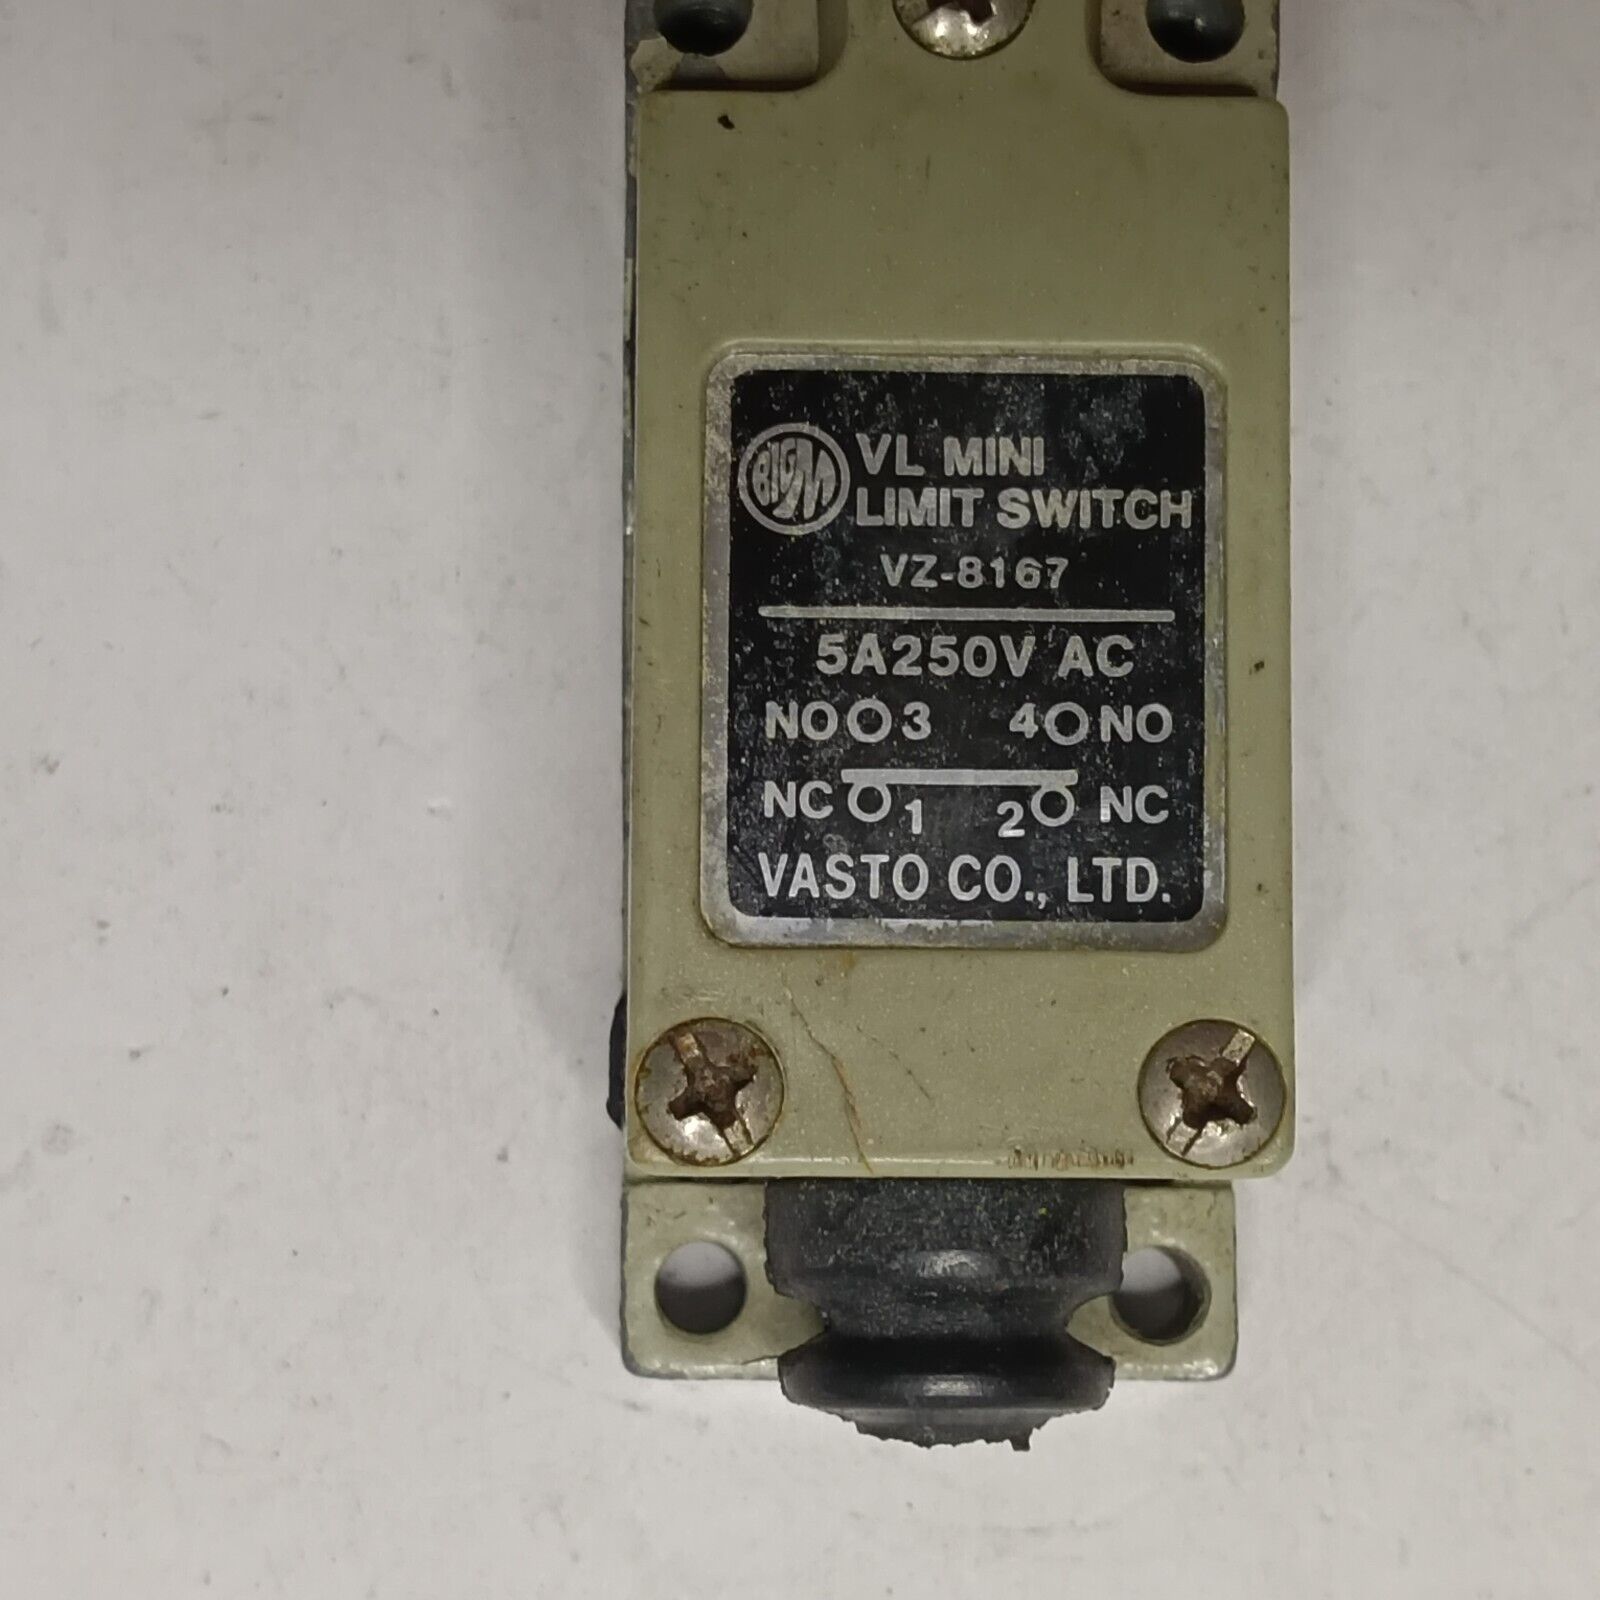 BIGM
VL MINI
LIMIT SWITCH
VZ-8167
5A250V AC
NO 3 4 NO
NC 1 2 NC
VASTO CO., LTD.